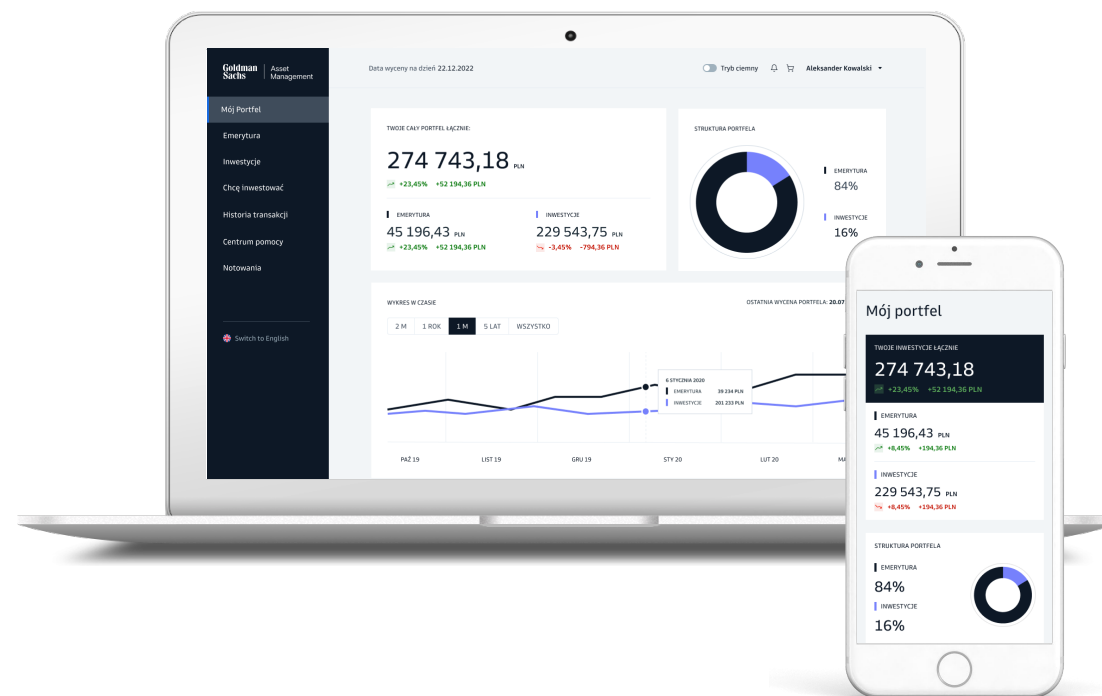 Goldman Sachs | Asset Management
Data wyceny na dzień 22.12.2022
Tryb ciemny
Aleksander Kowalski
Mój Portfel
Emerytura
Inwestycje
Chcę inwestować
Historia transakcji
Centrum pomocy
Notowania
Switch to English
TWOJE CAŁY PORTFEL ŁĄCZNIE:
274 743,18 PLN
+23,45% +52 194,36 PLN
EMERYTURA
45 196,43 PLN
+23,45% +52 194,36 PLN
INWESTYCJE
229 543,75 PLN
-3,45% -794,36 PLN
STRUKTURA PORTFELA
EMERYTURA
84%
INWESTYCJE
16%
WYKRES W CZASIE
OSTATNIA WYCENA PORTFELA: 20.07
2 M 1 ROK 1 M 5 LAT WSZYSTKO
6 STYCZNIA 2020
EMERYTURA 39 234 PLN
INWESTYCJE 201 233 PLN
PAŹ 19 LIST 19 GRU 19 STY 20 LUT 20
Mój portfel
TWOJE INWESTYCJE ŁĄCZNIE
274 743,18
+23,45% +52 194,36 PLN
EMERYTURA
45 196,43 PLN
+8,45% +194,36 PLN
INWESTYCJE
229 543,75 PLN
+8,45% +194,36 PLN
STRUKTURA PORTFELA
EMERYTURA
84%
INWESTYCJE
16%